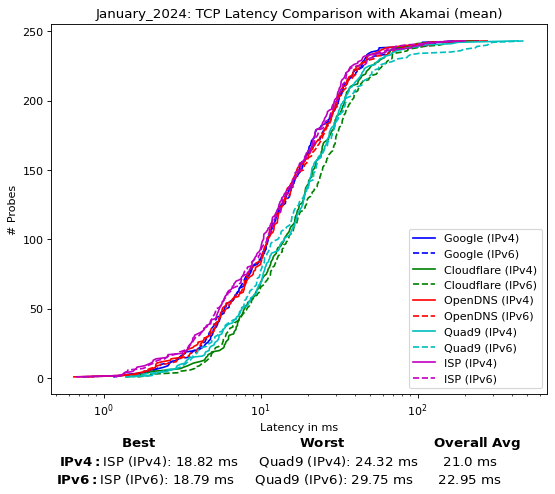 January_2024: TCP Latency Comparison with Akamai (mean)
250
200
150
100
50
0
# Probes
Google (IPv4)
Google (IPv6)
Cloudflare (IPv4)
Cloudflare (IPv6)
OpenDNS (IPv4)
OpenDNS (IPv6)
Quad9 (IPv4)
Quad9 (IPv6)
ISP (IPv4)
ISP (IPv6)
10⁰ 10¹ 10²
Latency in ms
Best Worst Overall Avg
IPv4: ISP (IPv4): 18.82 ms Quad9 (IPv4): 24.32 ms 21.0 ms
IPv6: ISP (IPv6): 18.79 ms Quad9 (IPv6): 29.75 ms 22.95 ms